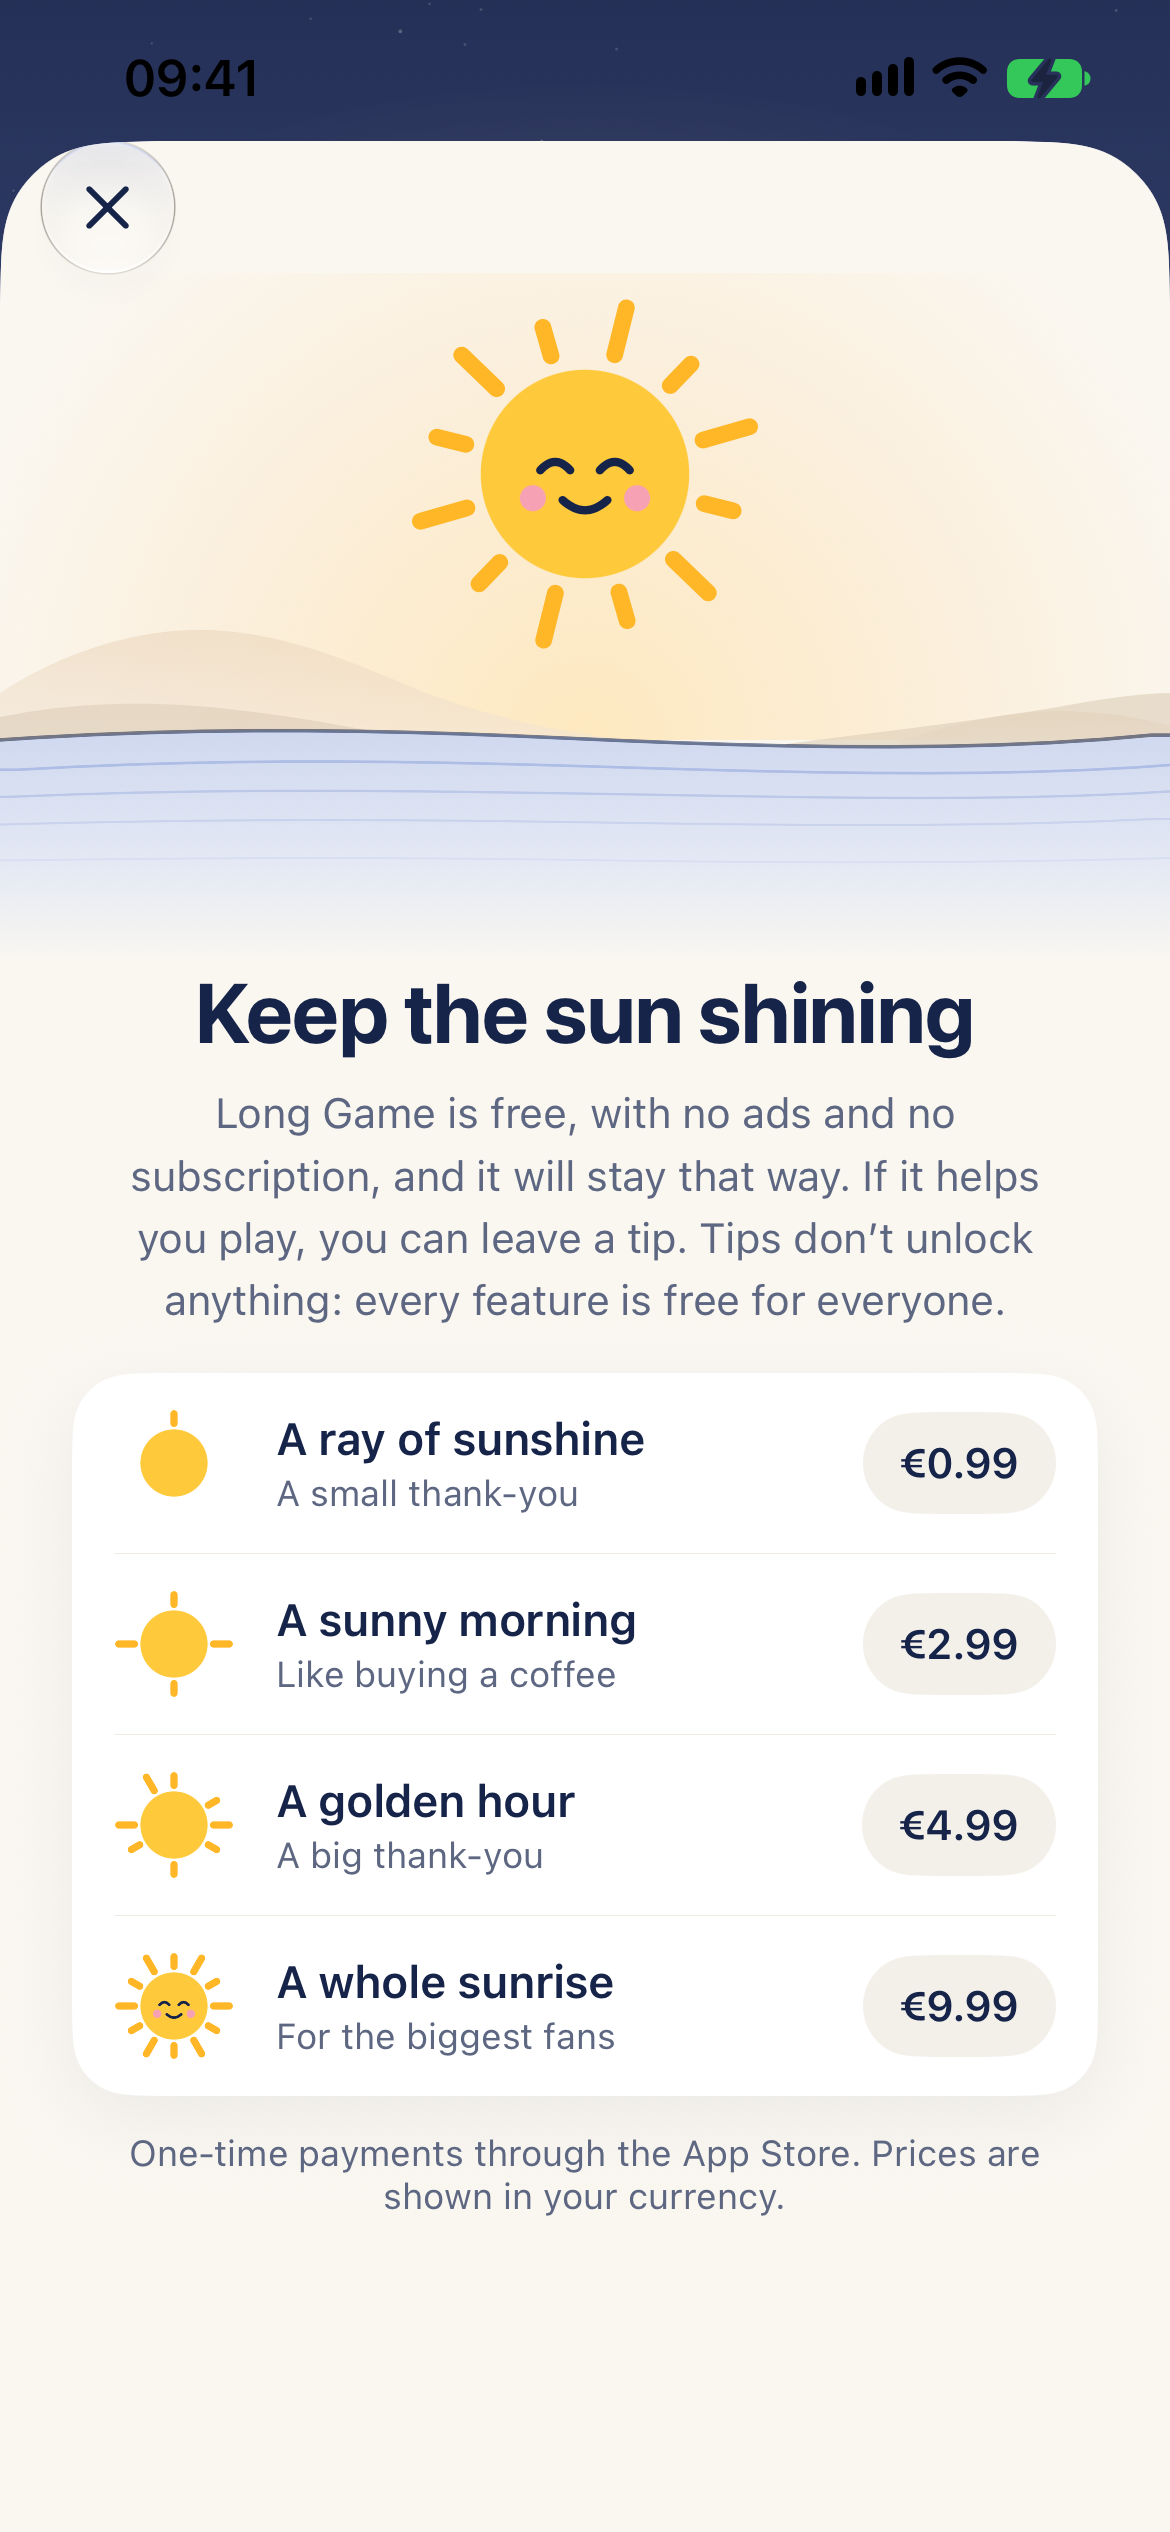 09:41
Keep the sun shining
Long Game is free, with no ads and no
subscription, and it will stay that way. If it helps
you play, you can leave a tip. Tips don’t unlock
anything: every feature is free for everyone.
A ray of sunshine
A small thank-you
€0.99
A sunny morning
Like buying a coffee
€2.99
A golden hour
A big thank-you
€4.99
A whole sunrise
For the biggest fans
€9.99
One-time payments through the App Store. Prices are
shown in your currency.